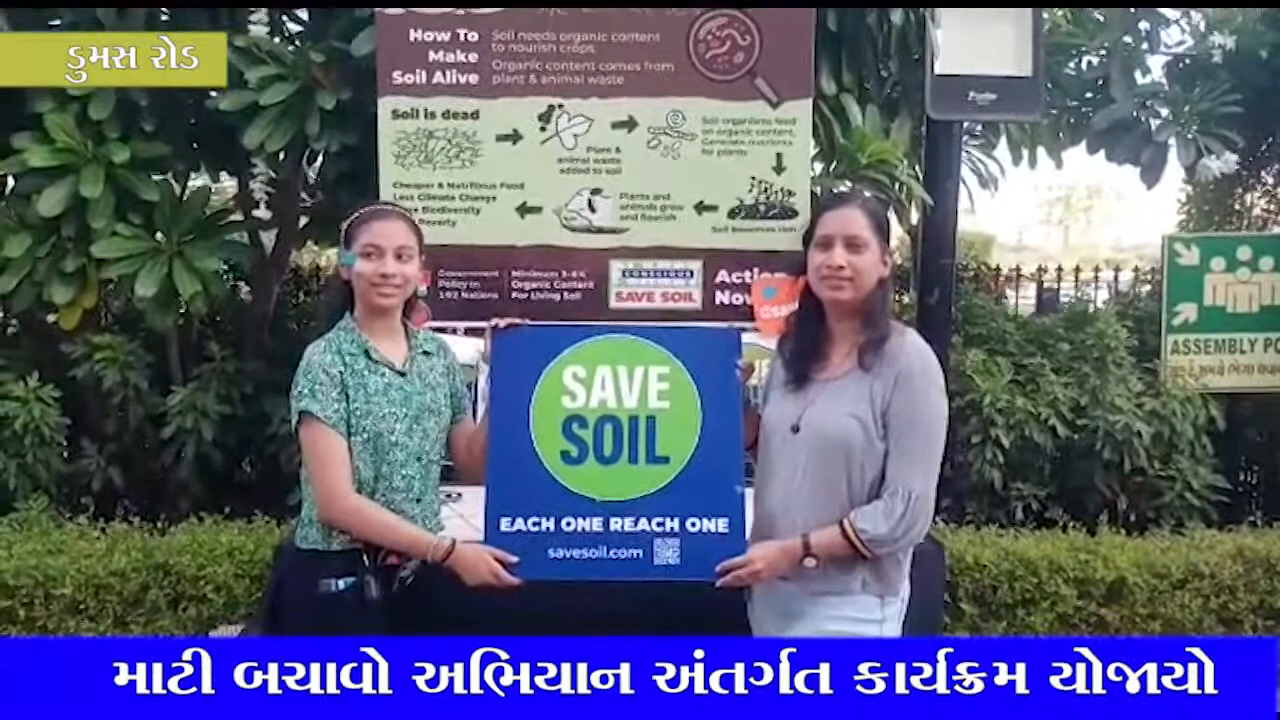 ડુમસ રોડ
How To
Make
Soil Alive
Soil needs organic content
to nourish crops,
Organic content comes from
plant & animal waste
Soil is dead
Plant &
animal waste
added to soil
Soil organisms feed
on organic content,
Generate nutrients
for plants
Cheaper & Nutritious Food
Less Climate Change
Biodiversity
Poverty
Plants and
animals grow
and flourish
Government
Policy in
192 Nations
Minimum 3-6%
Organic Content
For Living Soil
CONSCIOUS
SAVE SOIL
Action
Now
SAVE
SOIL
EACH ONE REACH ONE
savesoil.com
ASSEMBLY
માટી બચાવો અભિયાન અંતર્ગત કાર્યક્રમ યોજાયો